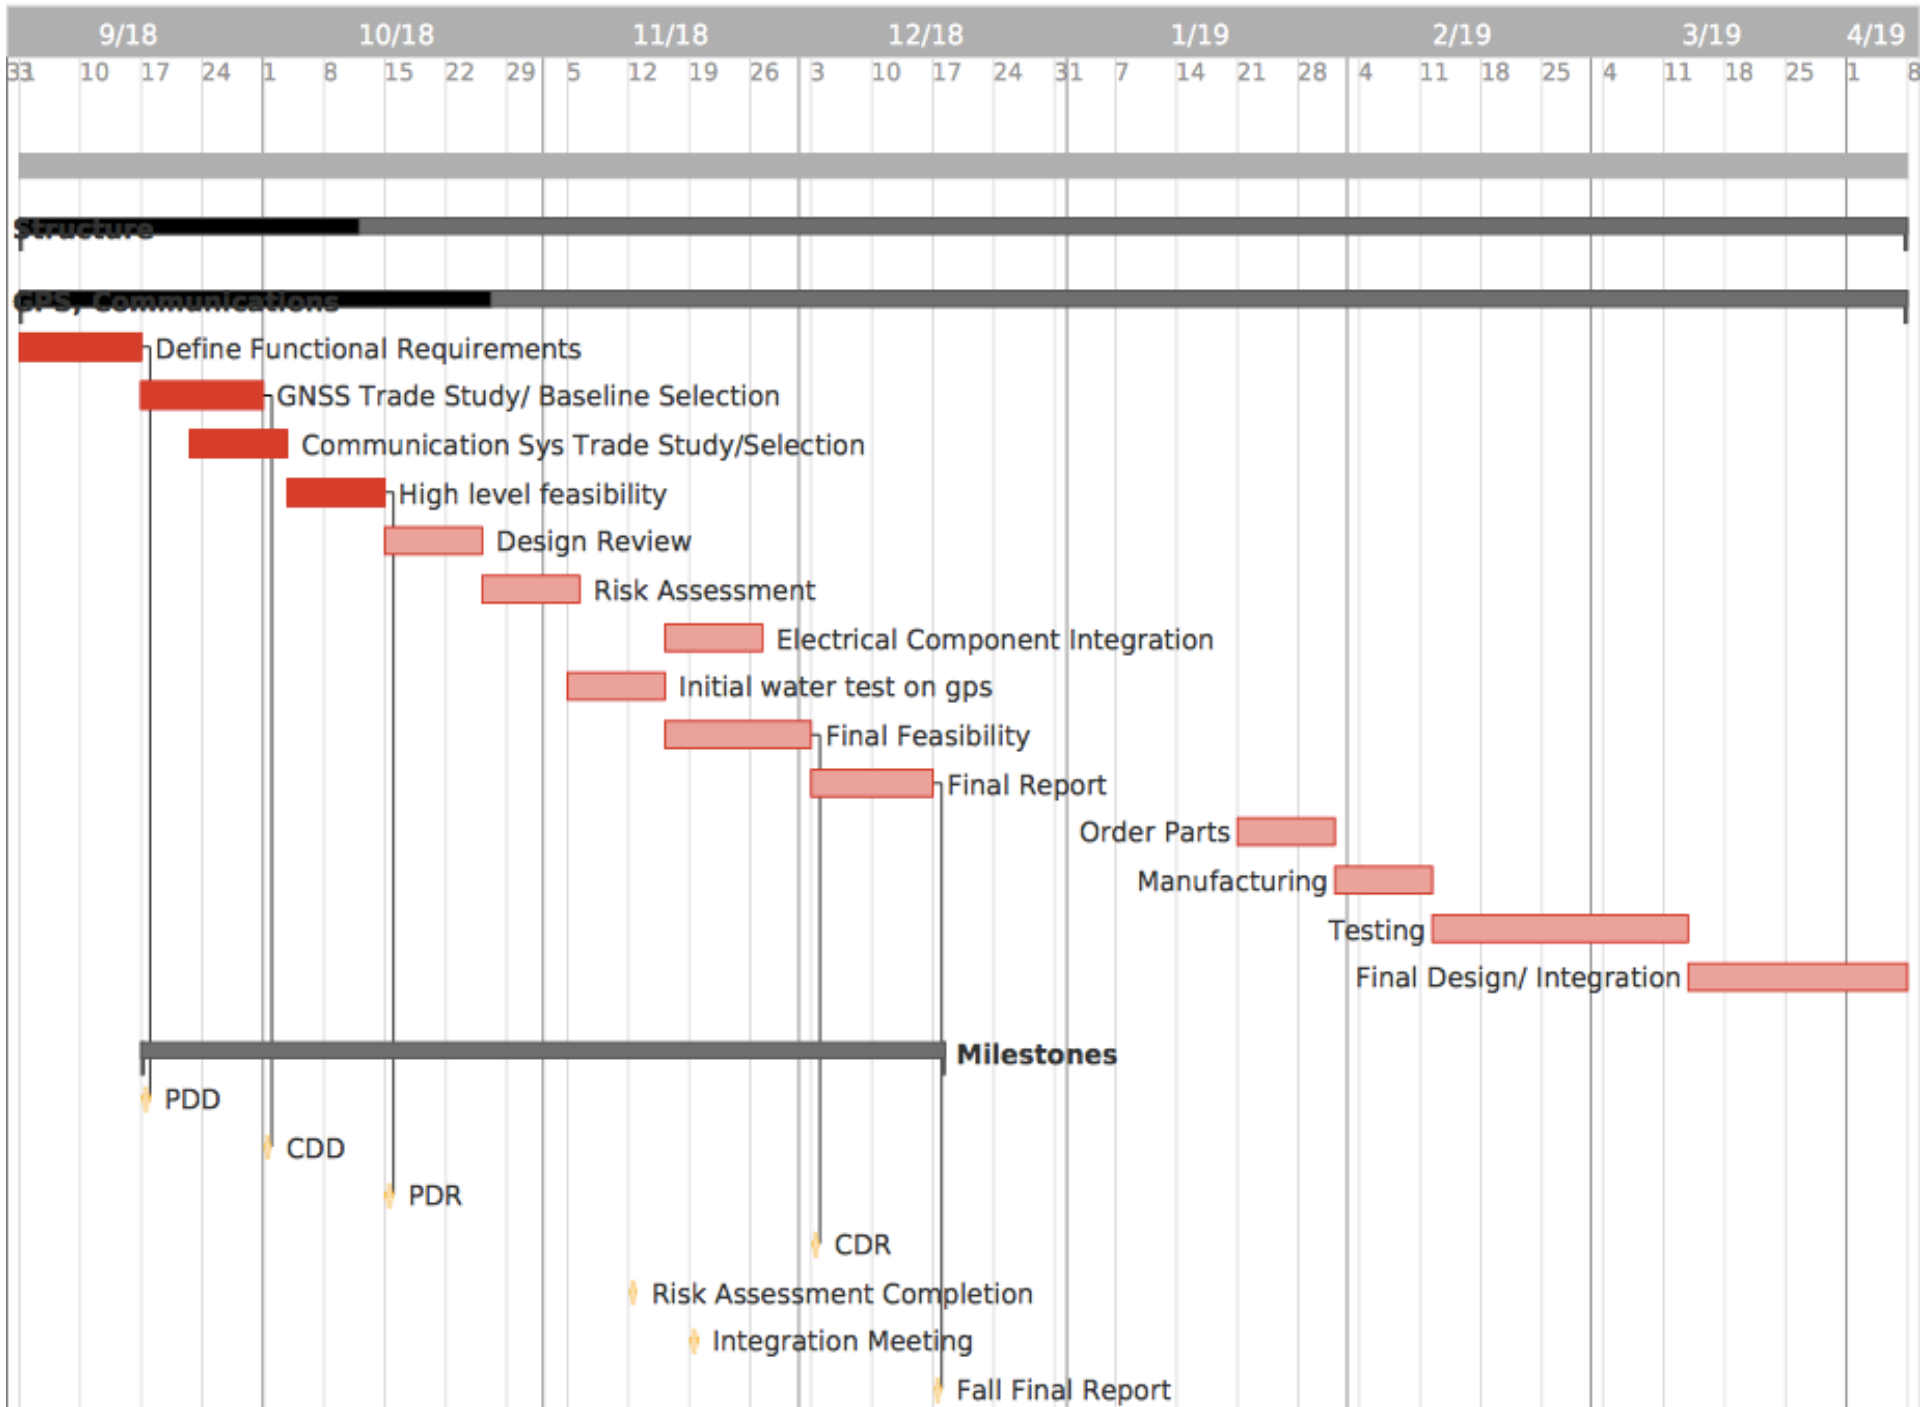 9/18 10/18 11/18 12/18 1/19 2/19 3/19 4/19
3 10 17 24 1 8 15 22 29 5 12 19 26 3 10 17 24 31 7 14 21 28 4 11 18 25 4 11 18 25 1 8
Structure
GPS, Communications
Define Functional Requirements
GNSS Trade Study/ Baseline Selection
Communication Sys Trade Study/Selection
High level feasibility
Design Review
Risk Assessment
Electrical Component Integration
Initial water test on gps
Final Feasibility
Final Report
Order Parts
Manufacturing
Testing
Final Design/ Integration
Milestones
PDD
CDD
PDR
CDR
Risk Assessment Completion
Integration Meeting
Fall Final Report